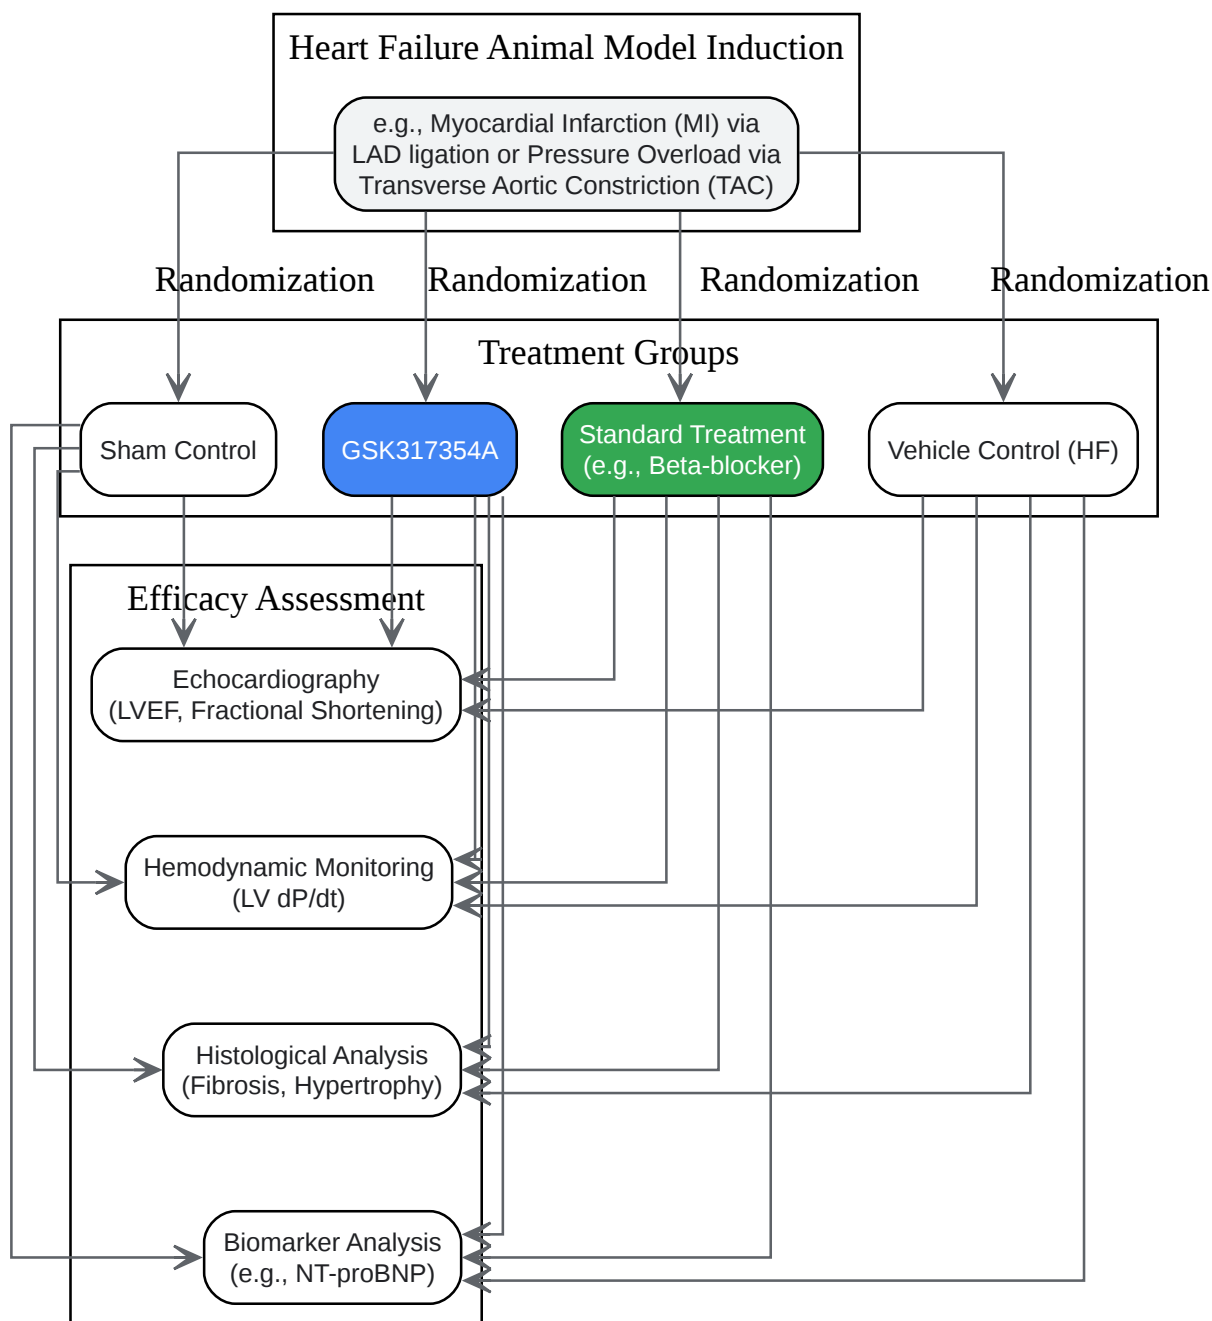 Heart Failure Animal Model Induction
e.g., Myocardial Infarction (MI) via
LAD ligation or Pressure Overload via
Transverse Aortic Constriction (TAC)
Randomization Randomization Randomization Randomization
Treatment Groups
Sham Control
GSK317354A
Standard Treatment
(e.g., Beta-blocker)
Vehicle Control (HF)
Efficacy Assessment
Echocardiography
(LVEF, Fractional Shortening)
Hemodynamic Monitoring
(LV dP/dt)
Histological Analysis
(Fibrosis, Hypertrophy)
Biomarker Analysis
(e.g., NT-proBNP)